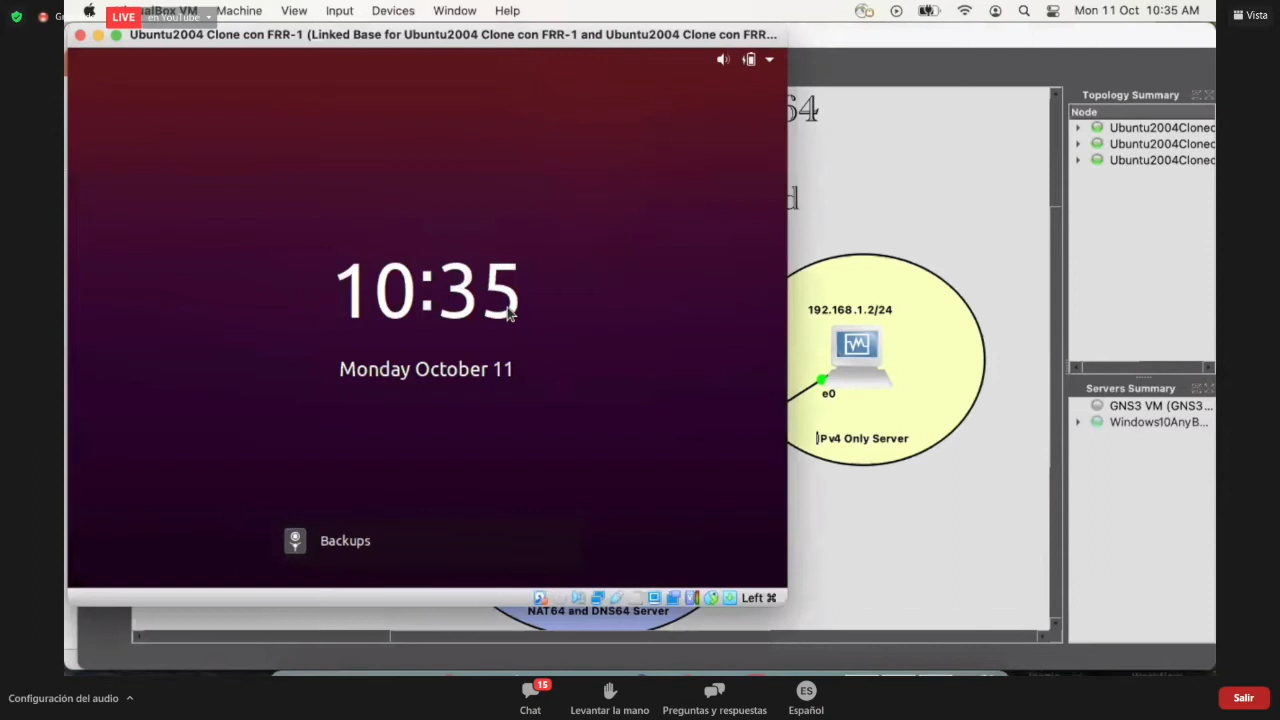 LIVE
en YouTube
Machine
View
Input
Devices
Window
Help
Mon 11 Oct 10:35 AM
Vista
Ubuntu2004 Clone con FRR-1 (Linked Base for Ubuntu2004 Clone con FRR-1 and Ubuntu2004 Clone con FRR...
64
d
10:35
Monday October 11
Backups
Left ⌘
192.168.1.2/24
e0
IPv4 Only Server
NAT64 and DNS64 Server
Topology Summary
Node
Ubuntu2004Clonec
Ubuntu2004Clonec
Ubuntu2004Clonec
Servers Summary
GNS3 VM (GNS3...
Windows10AnyB...
Configuración del audio
15
Chat
Levantar la mano
Preguntas y respuestas
ES
Español
Salir